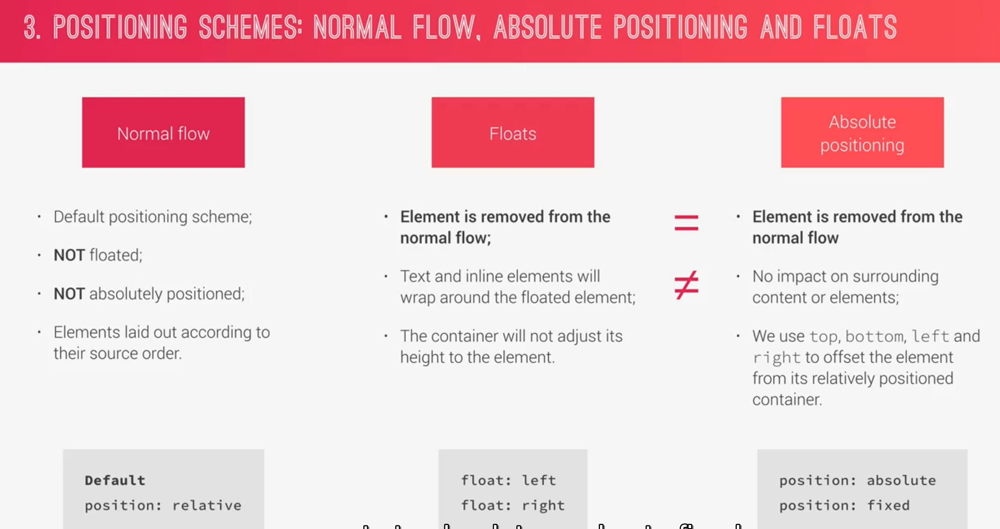 3. POSITIONING SCHEMES: NORMAL FLOW, ABSOLUTE POSITIONING AND FLOATS
Normal flow
• Default positioning scheme;
• NOT floated;
• NOT absolutely positioned;
• Elements laid out according to
their source order.
Default
position: relative
Floats
• Element is removed from the
normal flow;
• Text and inline elements will
wrap around the floated element;
• The container will not adjust its
height to the element.
float: left
float: right
=
≠
Absolute
positioning
• Element is removed from the
normal flow
• No impact on surrounding
content or elements;
• We use top, bottom, left and
right to offset the element
from its relatively positioned
container.
position: absolute
position: fixed